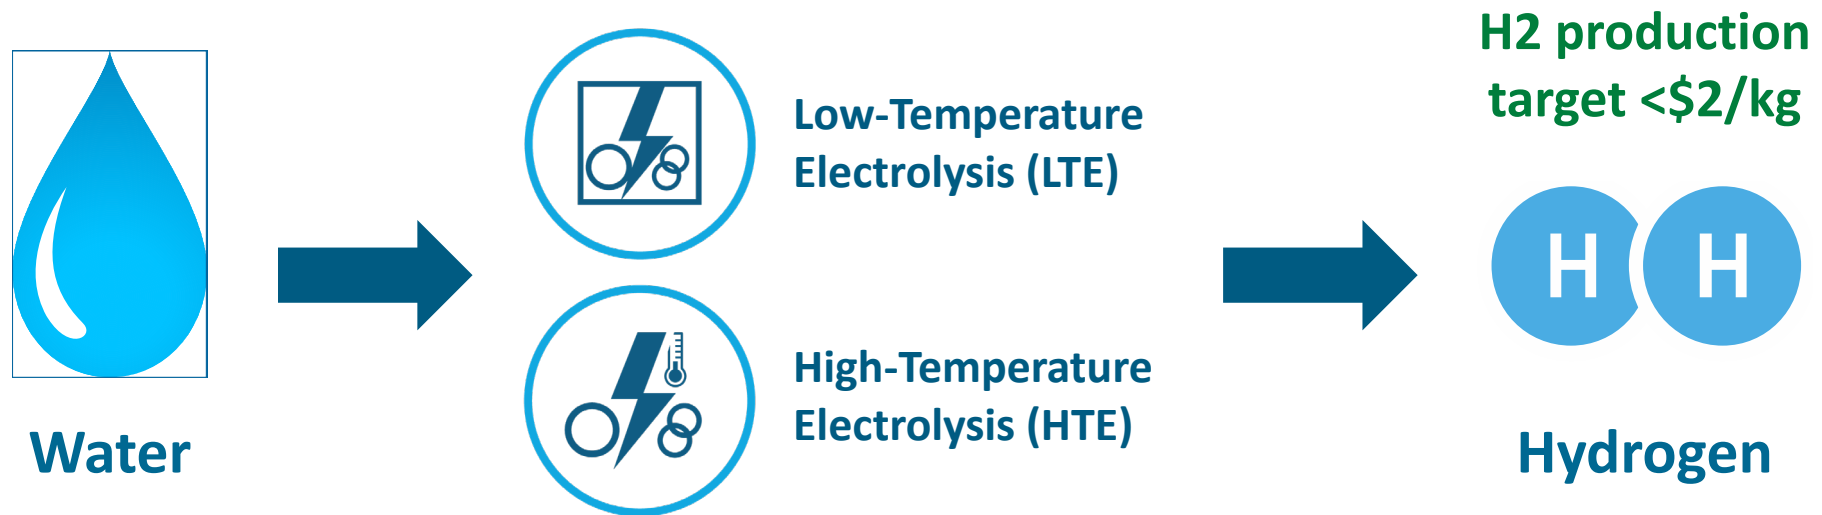 Water
Low-Temperature
Electrolysis (LTE)
High-Temperature
Electrolysis (HTE)
H2 production
target <$2/kg
H H
Hydrogen